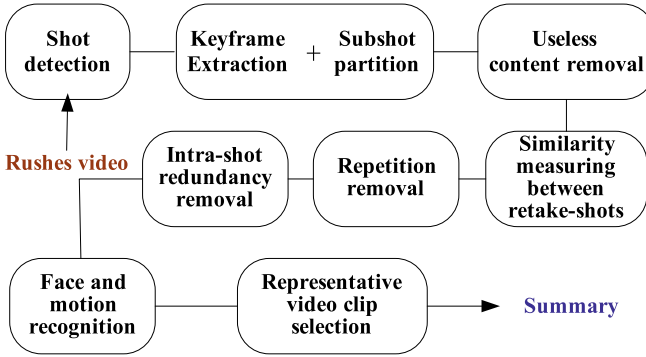 Shot
detection
Keyframe
Extraction
+
Subshot
partition
Useless
content removal
Rushes video
Intra-shot
redundancy
removal
Repetition
removal
Similarity
measuring
between
retake-shots
Face and
motion
recognition
Representative
video clip
selection
Summary